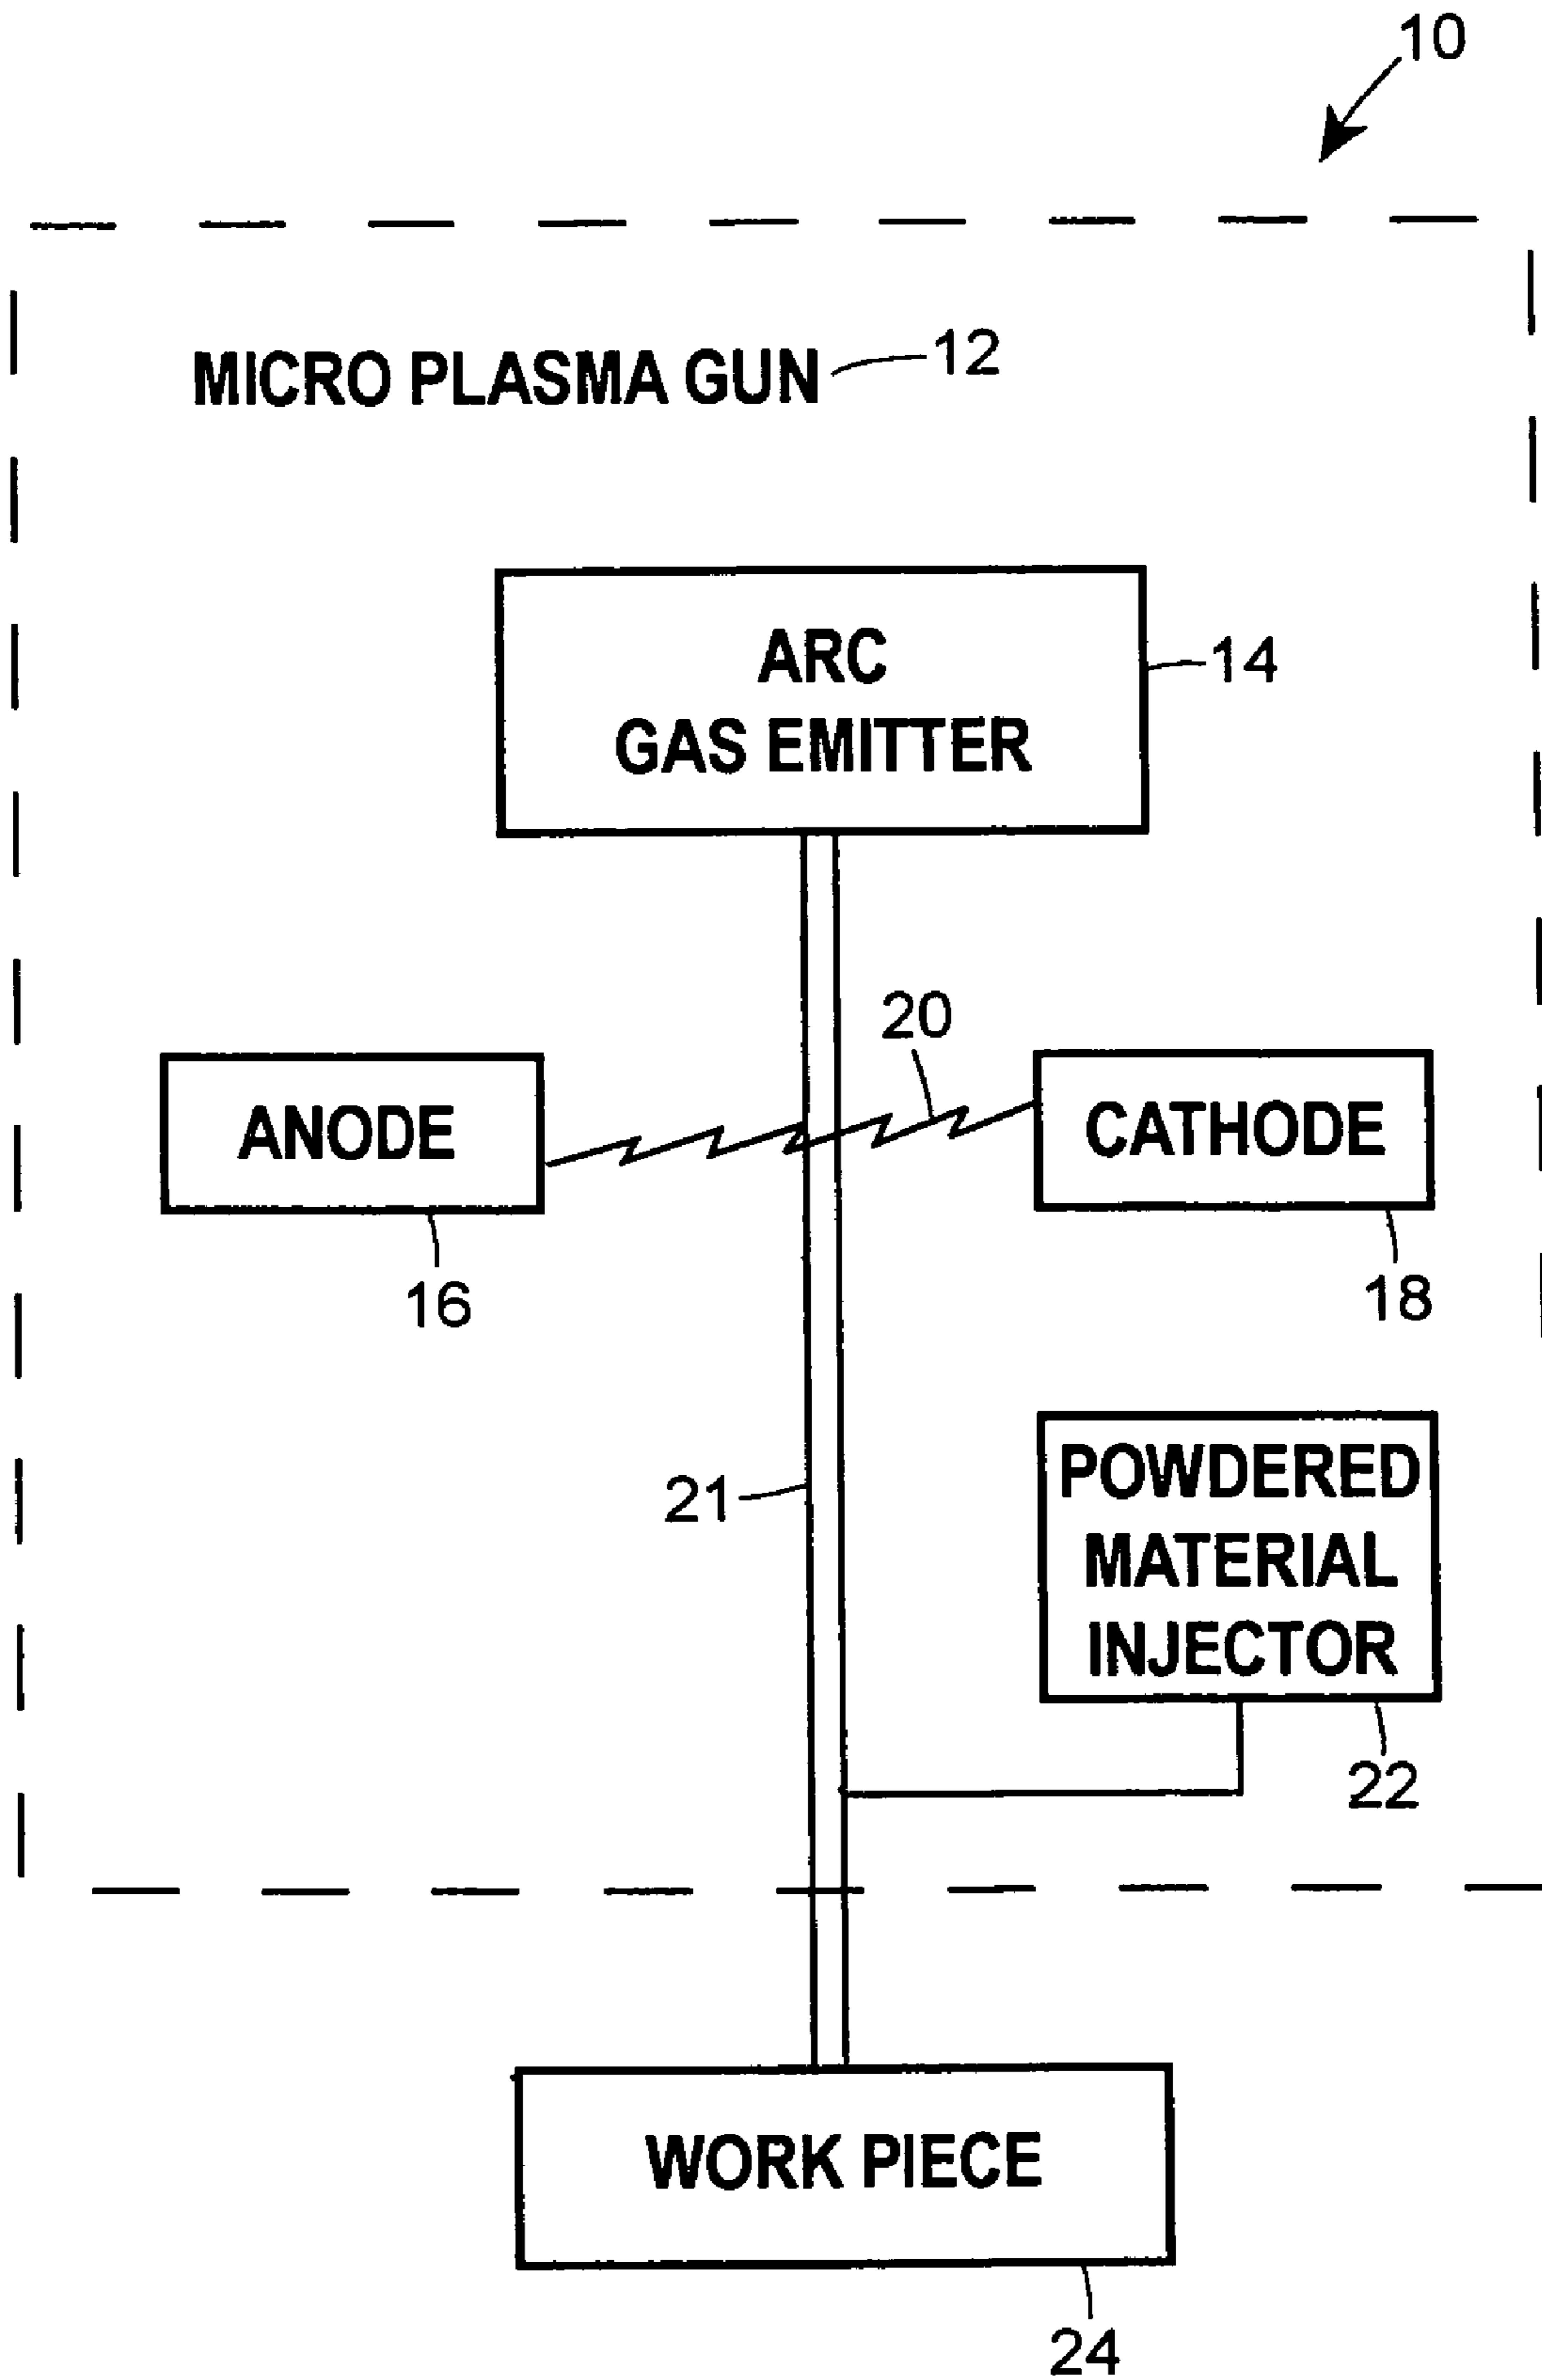 10
MICRO PLASMA GUN 12
ARC
GAS EMITTER
14
20
ANODE
CATHODE
16
18
21
POWDERED
MATERIAL
INJECTOR
22
WORK PIECE
24